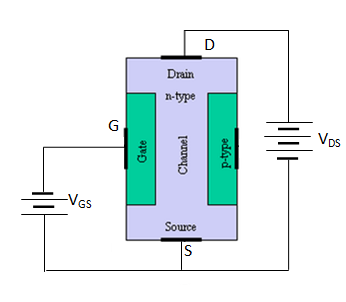 D
Drain
n-type
G
Gate
Channel
p-type
VDS
VGS
Source
S